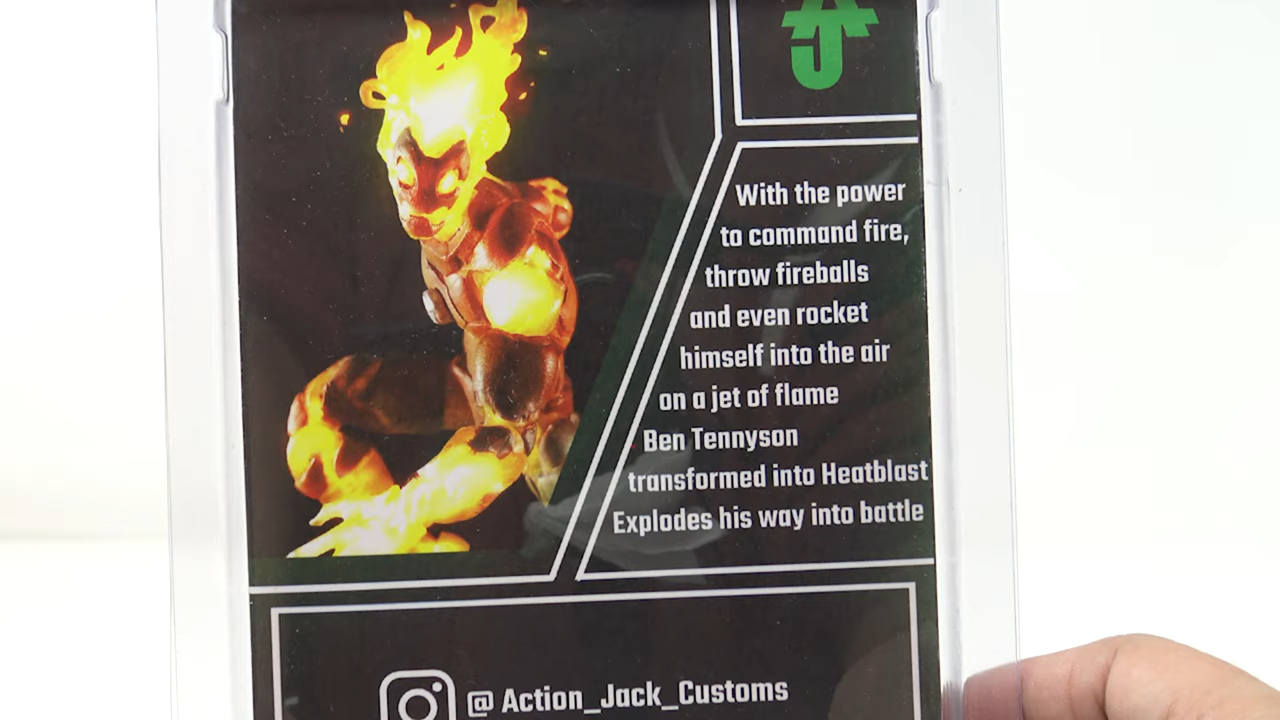 AJ
With the power
to command fire,
throw fireballs
and even rocket
himself into the air
on a jet of flame
Ben Tennyson
transformed into Heatblast
Explodes his way into battle
@ Action_Jack_Customs